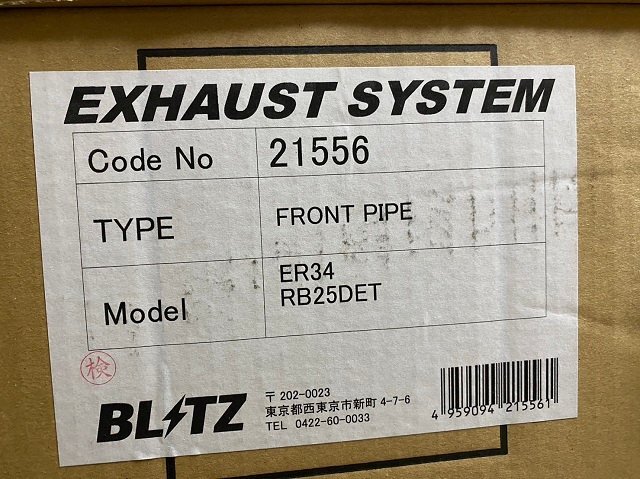 EXHAUST SYSTEM
Code No 21556
TYPE FRONT PIPE
Model ER34
RB25DET
検
BLITZ
〒 202-0023
東京都西東京市新町 4-7-6
TEL 0422-60-0033
4 959094 215561